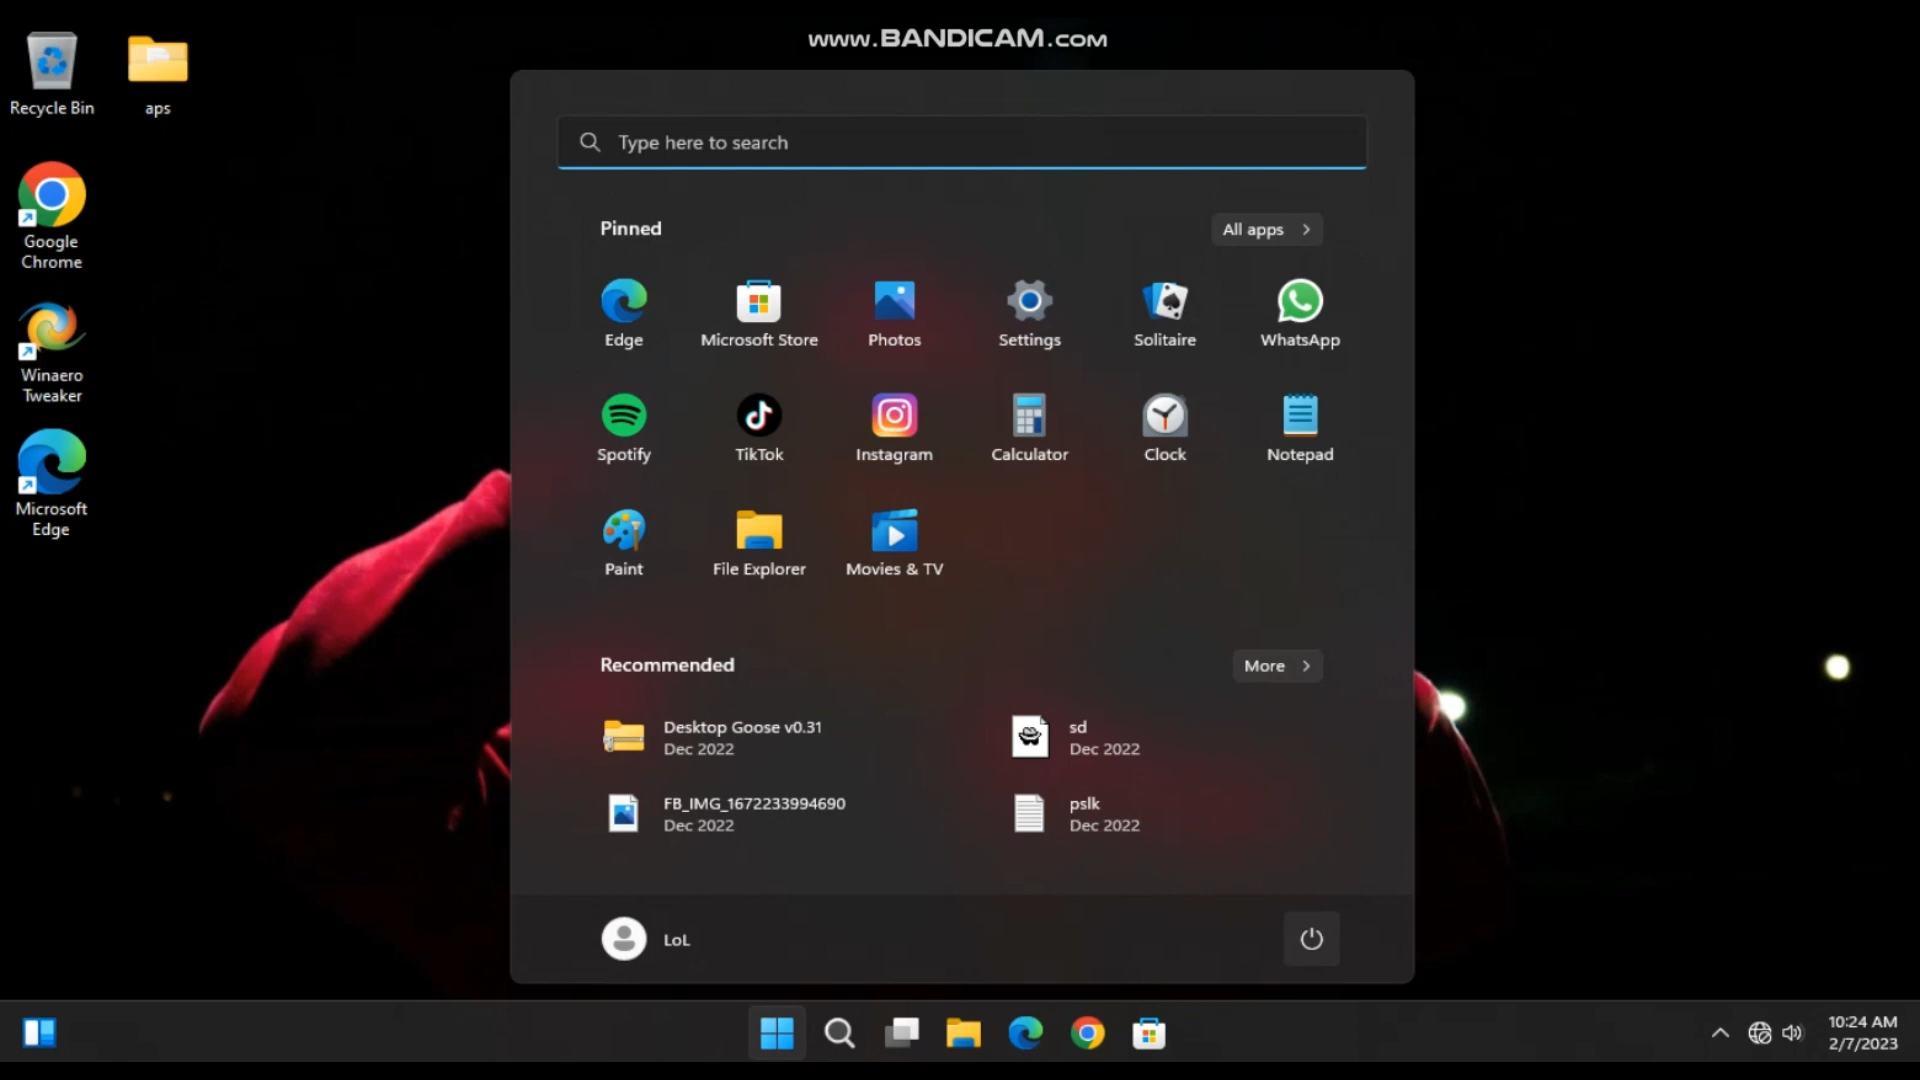 www.BANDICAM.com
Recycle Bin
aps
Google
Chrome
Winaero
Tweaker
Microsoft
Edge
Type here to search
Pinned
All apps
Edge
Microsoft Store
Photos
Settings
Solitaire
WhatsApp
Spotify
TikTok
Instagram
Calculator
Clock
Notepad
Paint
File Explorer
Movies & TV
Recommended
More
Desktop Goose v0.31
Dec 2022
sd
Dec 2022
FB_IMG_1672233994690
Dec 2022
pslk
Dec 2022
LoL
10:24 AM
2/7/2023